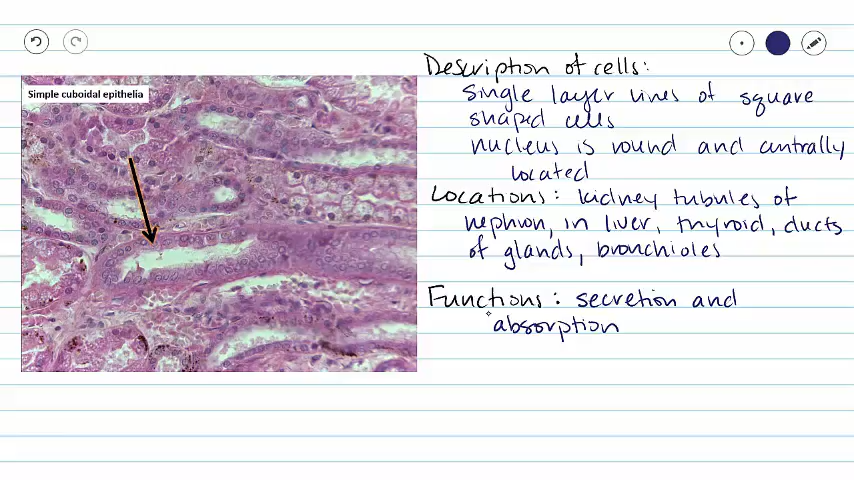 Simple cuboidal epithelia
Description of cells:
single layer lines of square
shaped cells
nucleus is round and centrally
located
Locations: kidney tubules of
nephron, in liver, thyroid, ducts
of glands, bronchioles
Functions: secretion and
absorption